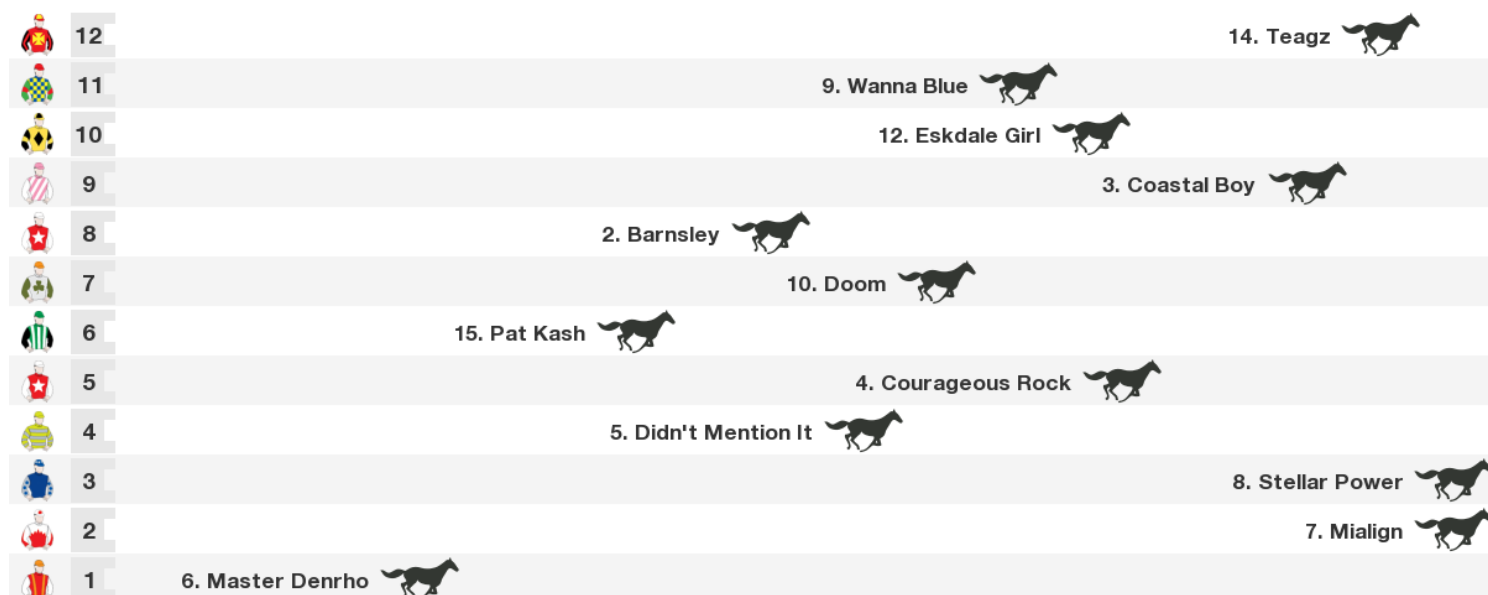 12 14. Teagz
11 9. Wanna Blue
10 12. Eskdale Girl
9 3. Coastal Boy
8 2. Barnsley
7 10. Doom
6 15. Pat Kash
5 4. Courageous Rock
4 5. Didn't Mention It
3 8. Stellar Power
2 7. Mialign
1 6. Master Denrho